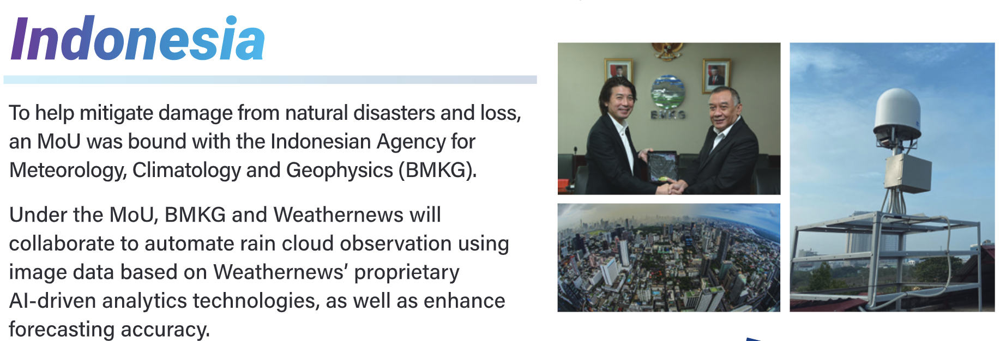 Indonesia
To help mitigate damage from natural disasters and loss,
an MoU was bound with the Indonesian Agency for
Meteorology, Climatology and Geophysics (BMKG).
Under the MoU, BMKG and Weathernews will
collaborate to automate rain cloud observation using
image data based on Weathernews’ proprietary
AI-driven analytics technologies, as well as enhance
forecasting accuracy.
BMKG